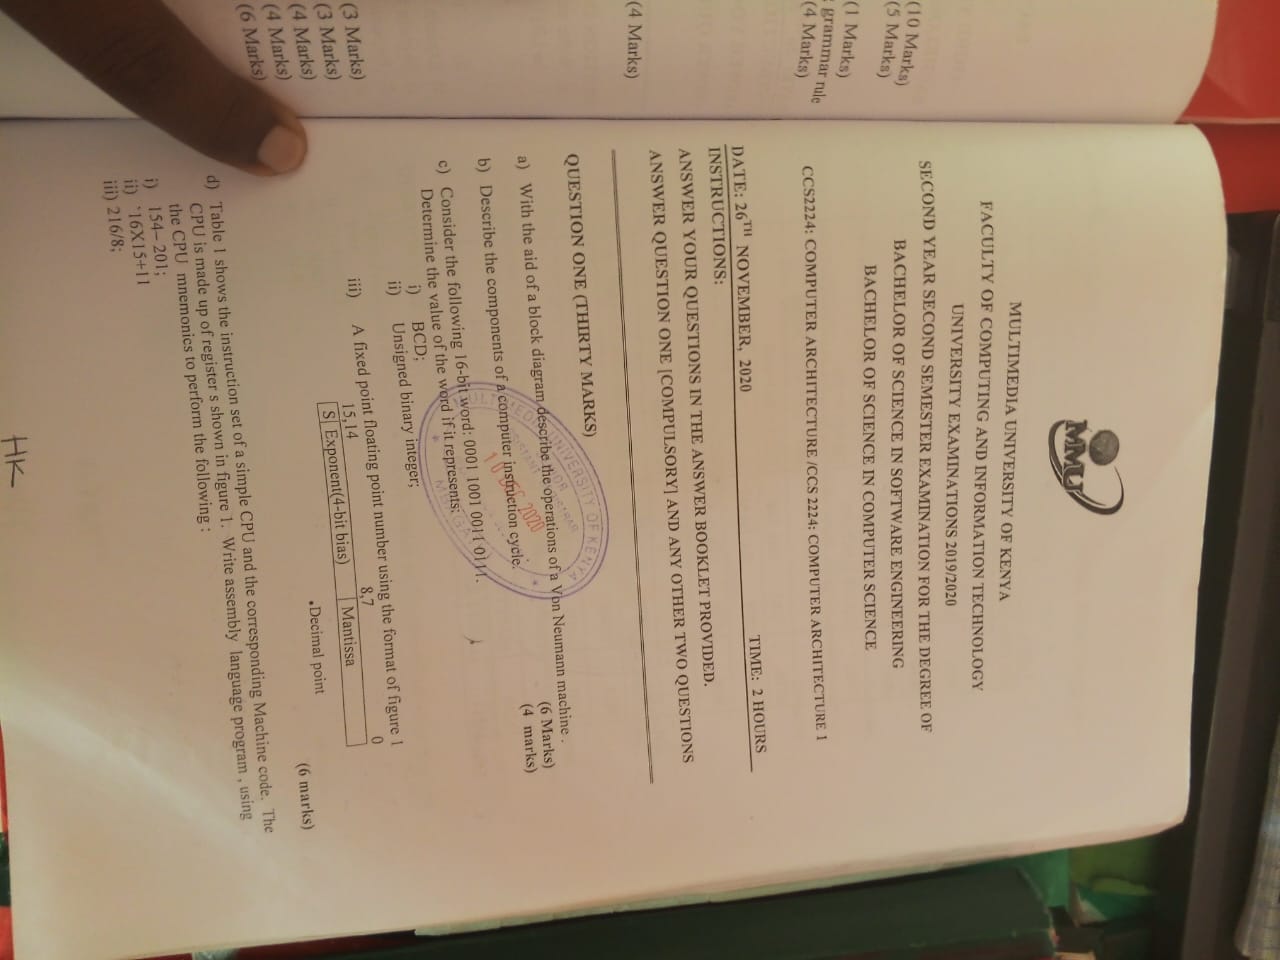 (10 Marks)
(5 Marks)
(1 Marks)
grammar rule
(4 Marks)
(4 Marks)
(3 Marks)
(3 Marks)
(4 Marks)
(4 Marks)
(6 Marks)
MMU
MULTIMEDIA UNIVERSITY OF KENYA
FACULTY OF COMPUTING AND INFORMATION TECHNOLOGY
UNIVERSITY EXAMINATIONS 2019/2020
SECOND YEAR SECOND SEMESTER EXAMINATION FOR THE DEGREE OF
BACHELOR OF SCIENCE IN SOFTWARE ENGINEERING
BACHELOR OF SCIENCE IN COMPUTER SCIENCE
CCS2224: COMPUTER ARCHITECTURE /CCS 2224: COMPUTER ARCHITECTURE 1
DATE: 26TH NOVEMBER, 2020 TIME: 2 HOURS
INSTRUCTIONS:
ANSWER YOUR QUESTIONS IN THE ANSWER BOOKLET PROVIDED.
ANSWER QUESTION ONE [COMPULSORY] AND ANY OTHER TWO QUESTIONS
QUESTION ONE (THIRTY MARKS)
MULTIMEDIA UNIVERSITY OF KENYA
10 DEC 2020
a) With the aid of a block diagram describe the operations of a Von Neumann machine .
(6 Marks)
b) Describe the components of a computer instruction cycle. (4 marks)
c) Consider the following 16-bit word: 0001 1001 0011 0111.
Determine the value of the word if it represents:
i) BCD;
ii) Unsigned binary integer;
iii) A fixed point floating point number using the format of figure 1
15,14 8,7 0
S Exponent(4-bit bias) Mantissa
.Decimal point
(6 marks)
d) Table 1 shows the instruction set of a simple CPU and the corresponding Machine code. The
CPU is made up of register s shown in figure 1. Write assembly language program , using
the CPU mnemonics to perform the following :
i) 154– 201;
ii) `16X15+11
iii) 216/8;
HK